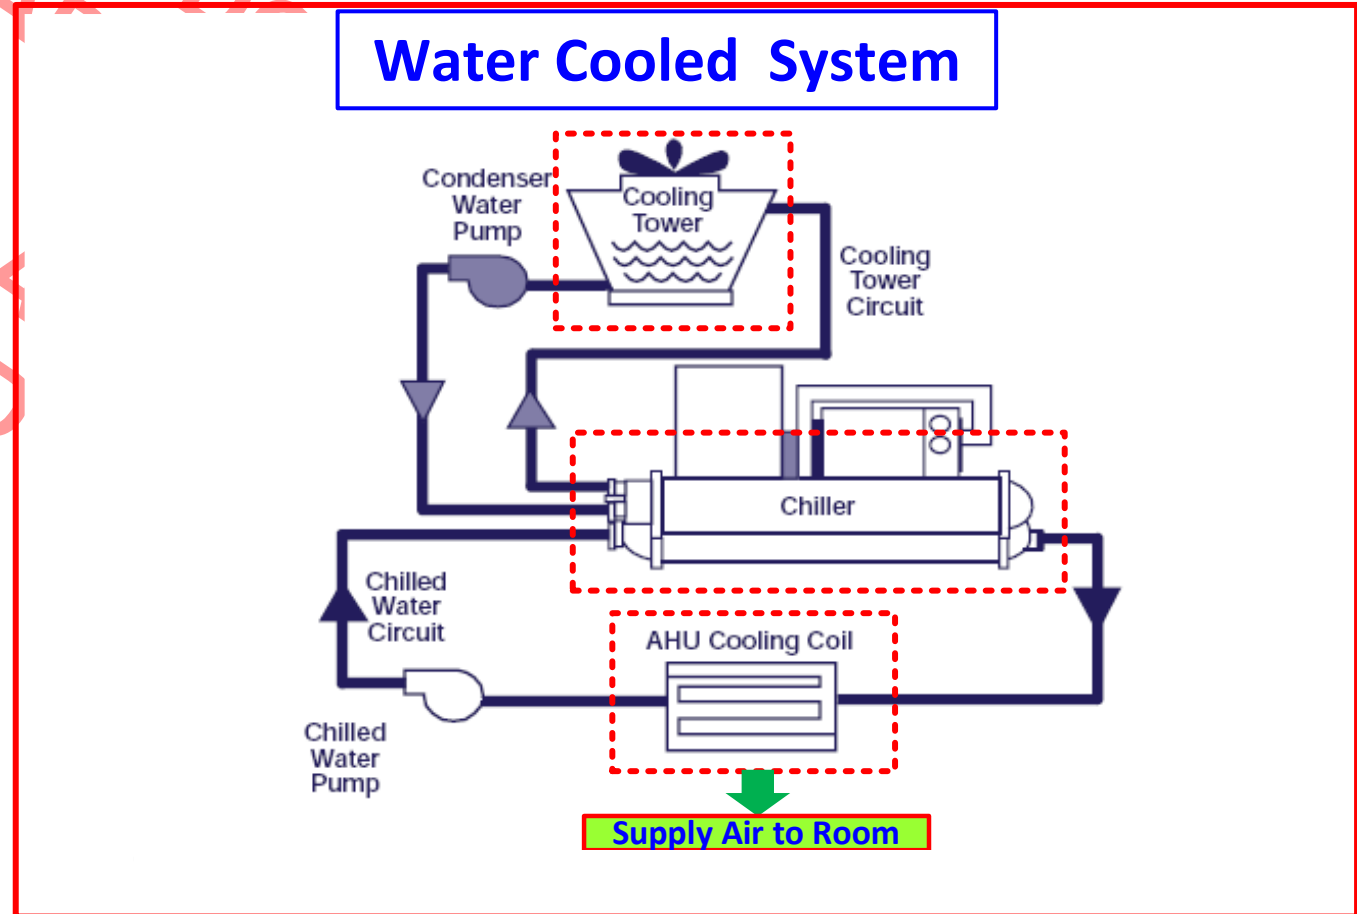 Water Cooled System
Condenser
Water
Pump
Cooling
Tower
Cooling
Tower
Circuit
Chiller
Chilled
Water
Circuit
AHU Cooling Coil
Chilled
Water
Pump
Supply Air to Room